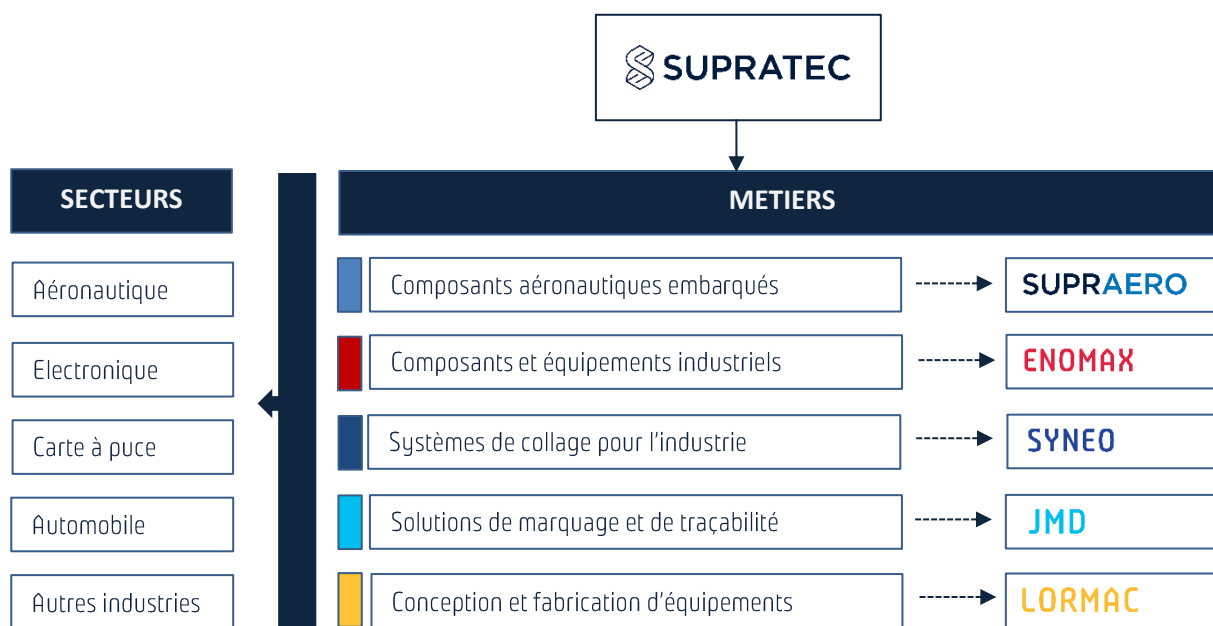 SUPRATEC
SECTEURS
METIERS
Aéronautique
Composants aéronautiques embarqués
SUPRAERO
Electronique
Composants et équipements industriels
ENOMAX
Carte à puce
Systèmes de collage pour l'industrie
SYNEO
Automobile
Solutions de marquage et de traçabilité
JMD
Autres industries
Conception et fabrication d'équipements
LORMAC